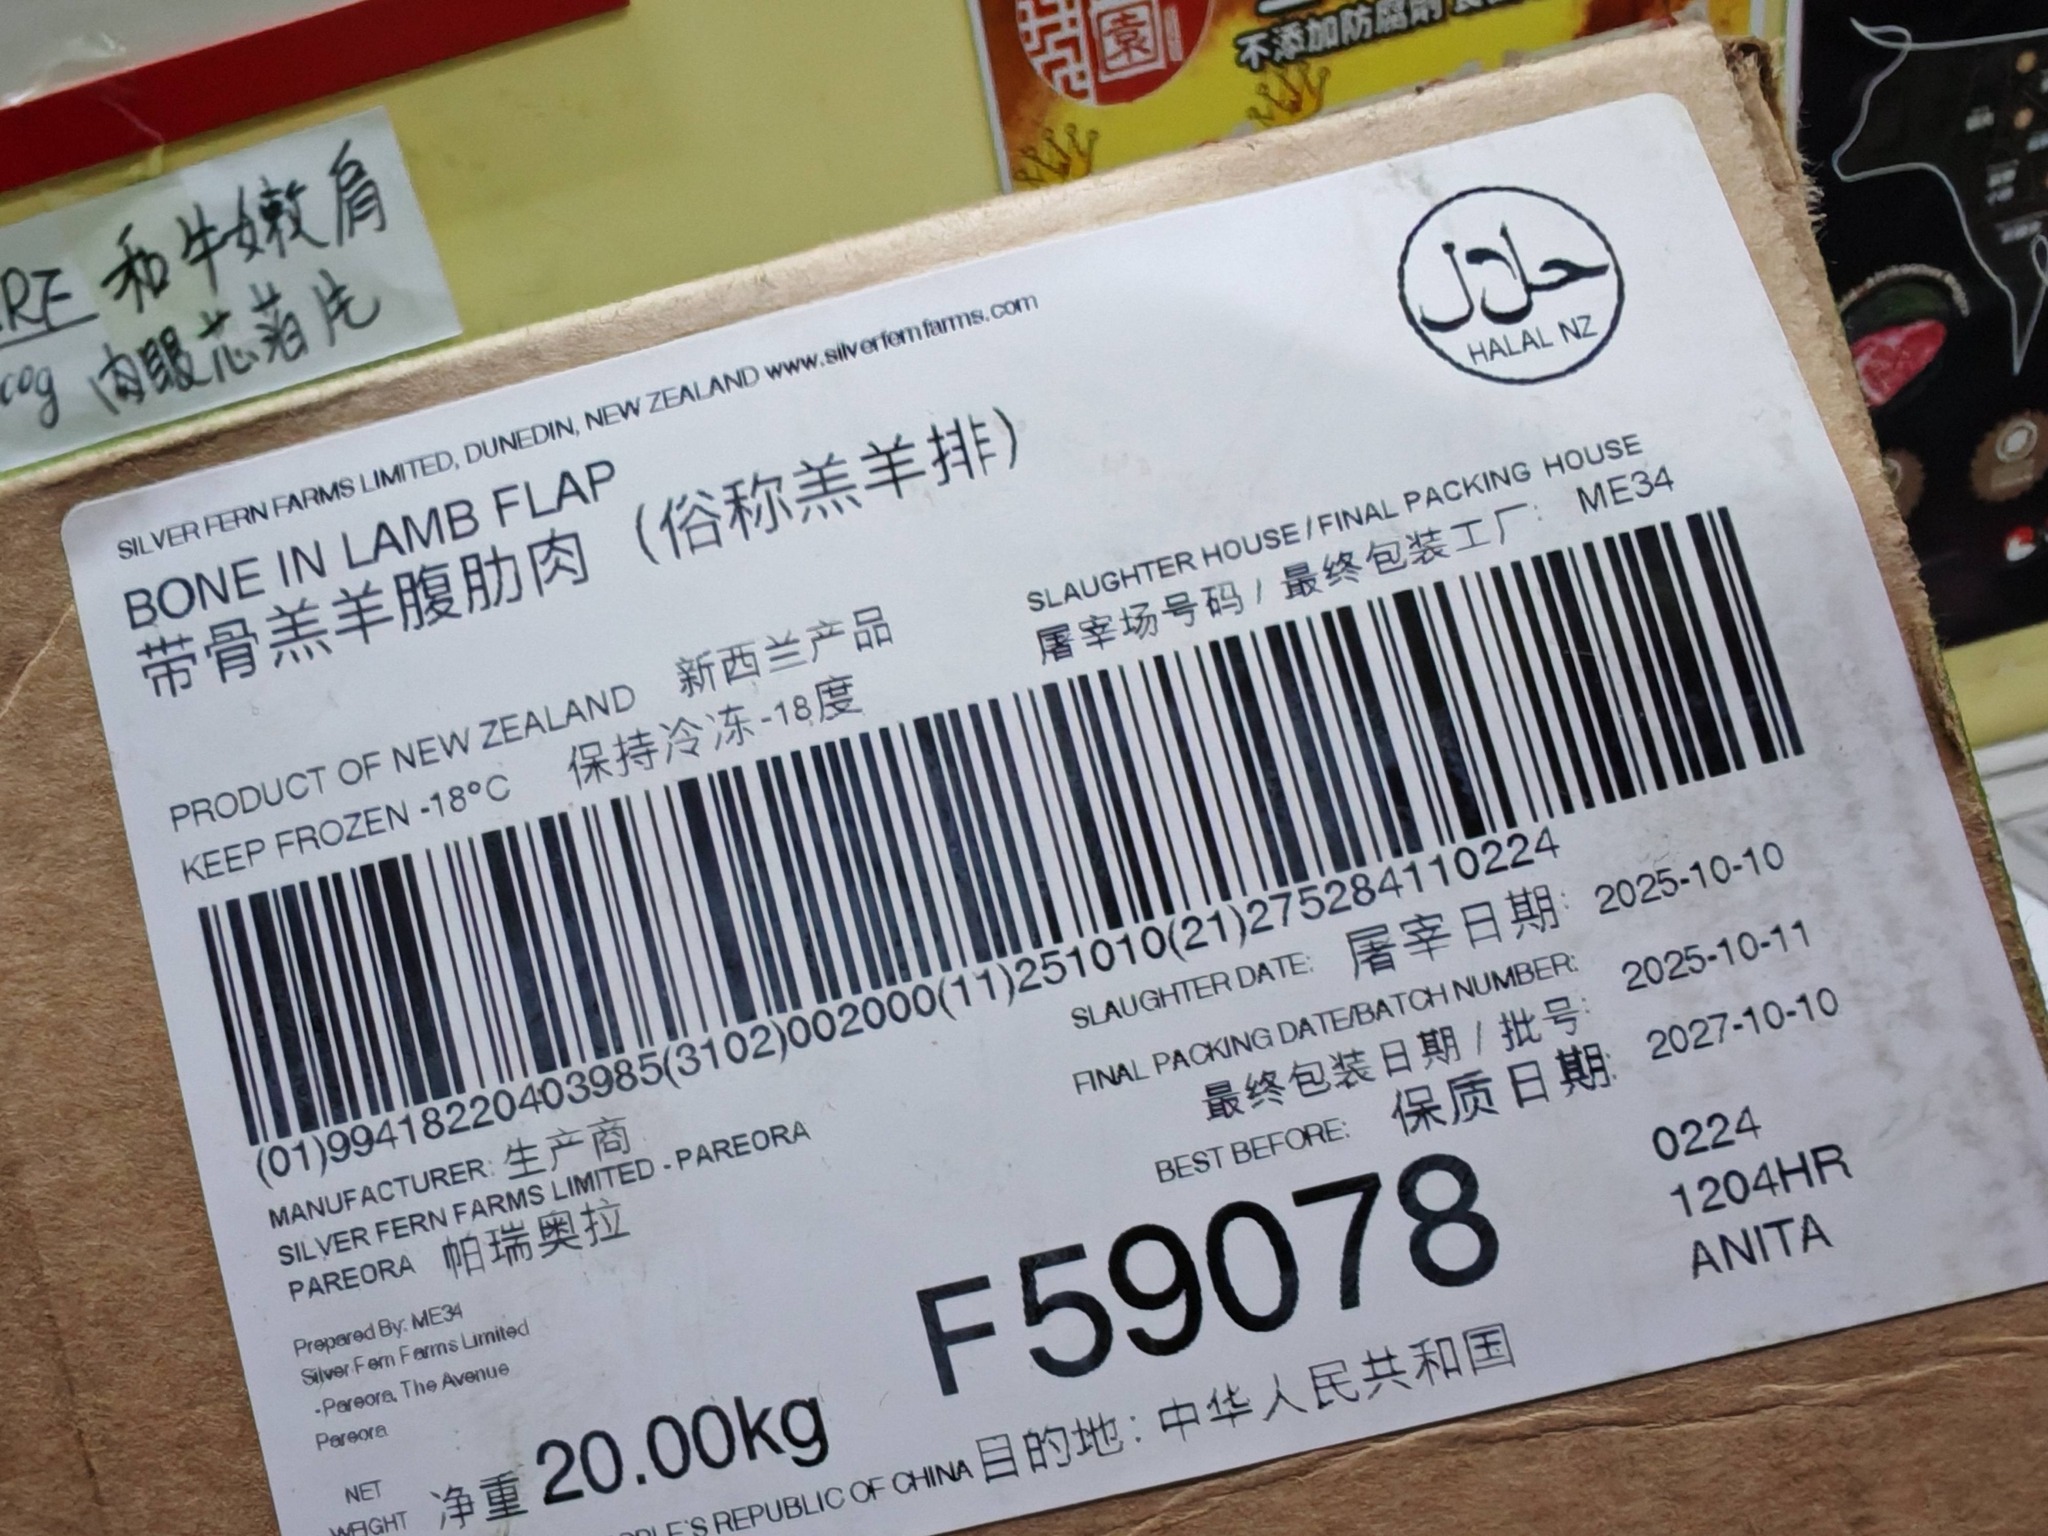 園
不添加防腐劑
和牛嫩肩
肉眼芯落片
حلال
HALAL NZ
SILVER FERN FARMS LIMITED, DUNEDIN, NEW ZEALAND www.silverfernfarms.com
BONE IN LAMB FLAP
带骨羔羊腹肋肉（俗称羔羊排）
SLAUGHTER HOUSE / FINAL PACKING HOUSE
屠宰场号码 / 最终包装工厂: ME34
PRODUCT OF NEW ZEALAND 新西兰产品
KEEP FROZEN -18°C 保持冷冻-18度
(01)99418220403985(3102)002000(11)251010(21)275284110224
SLAUGHTER DATE: 屠宰日期: 2025-10-10
FINAL PACKING DATE/BATCH NUMBER: 2025-10-11
最终包装日期 / 批号:
BEST BEFORE: 保质日期: 2027-10-10
MANUFACTURER: 生产商
SILVER FERN FARMS LIMITED - PAREORA
PAREORA 帕瑞奥拉
Prepared By: ME34
Silver Fern Farms Limited
-Pareora, The Avenue
Pareora
F59078
0224
1204HR
ANITA
NET
WEIGHT 净重 20.00kg
REPUBLIC OF CHINA 目的地: 中华人民共和国